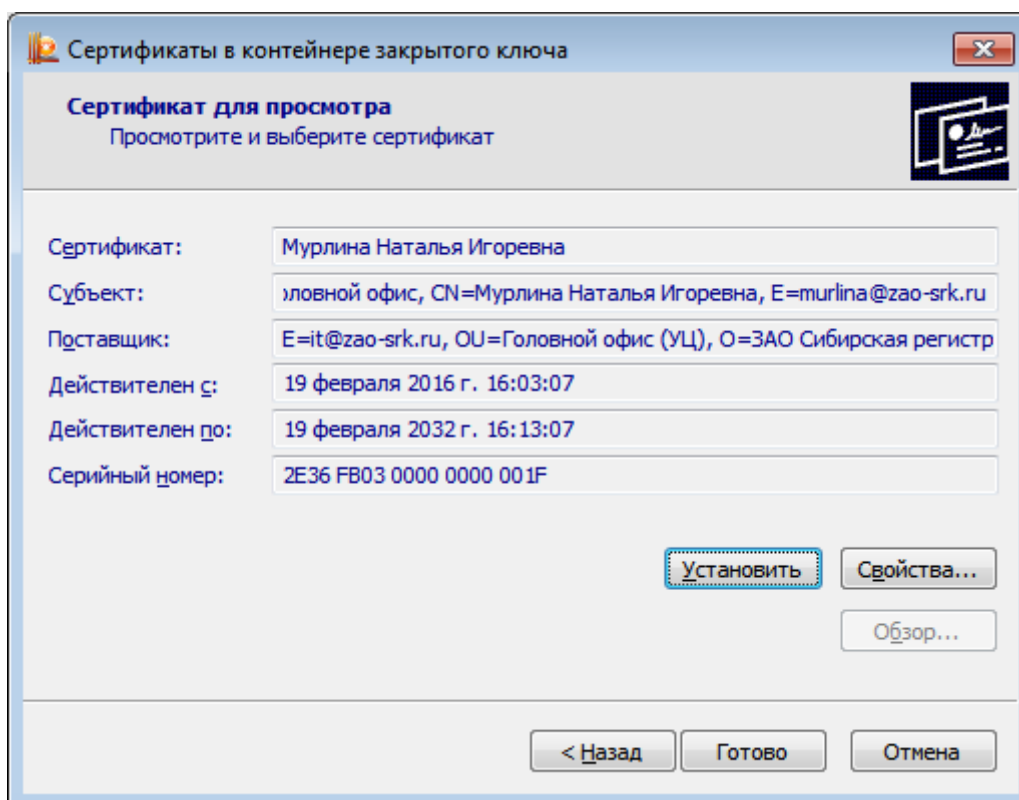 Сертификаты в контейнере закрытого ключа
Сертификат для просмотра
Просмотрите и выберите сертификат
Сертификат: Мурлина Наталья Игоревна
Субъект: ловной офис, CN=Мурлина Наталья Игоревна, E=murlina@zao-srk.ru
Поставщик: E=it@zao-srk.ru, OU=Головной офис (УЦ), O=ЗАО Сибирская регистр
Действителен с: 19 февраля 2016 г. 16:03:07
Действителен по: 19 февраля 2032 г. 16:13:07
Серийный номер: 2E36 FB03 0000 0000 001F
Установить Свойства...
Обзор...
< Назад Готово Отмена